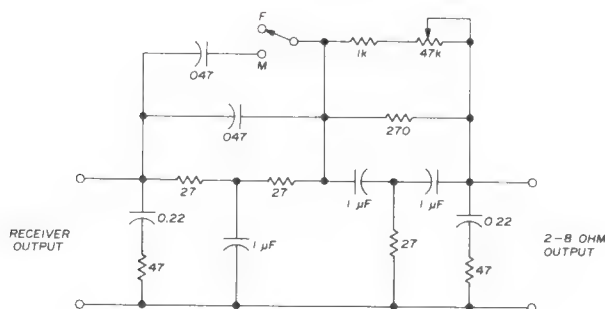 F
M
047
1k
47k
047
270
27
27
1 µF
1 µF
RECEIVER
OUTPUT
0.22
1 µF
27
0.22
2-8 OHM
OUTPUT
47
47